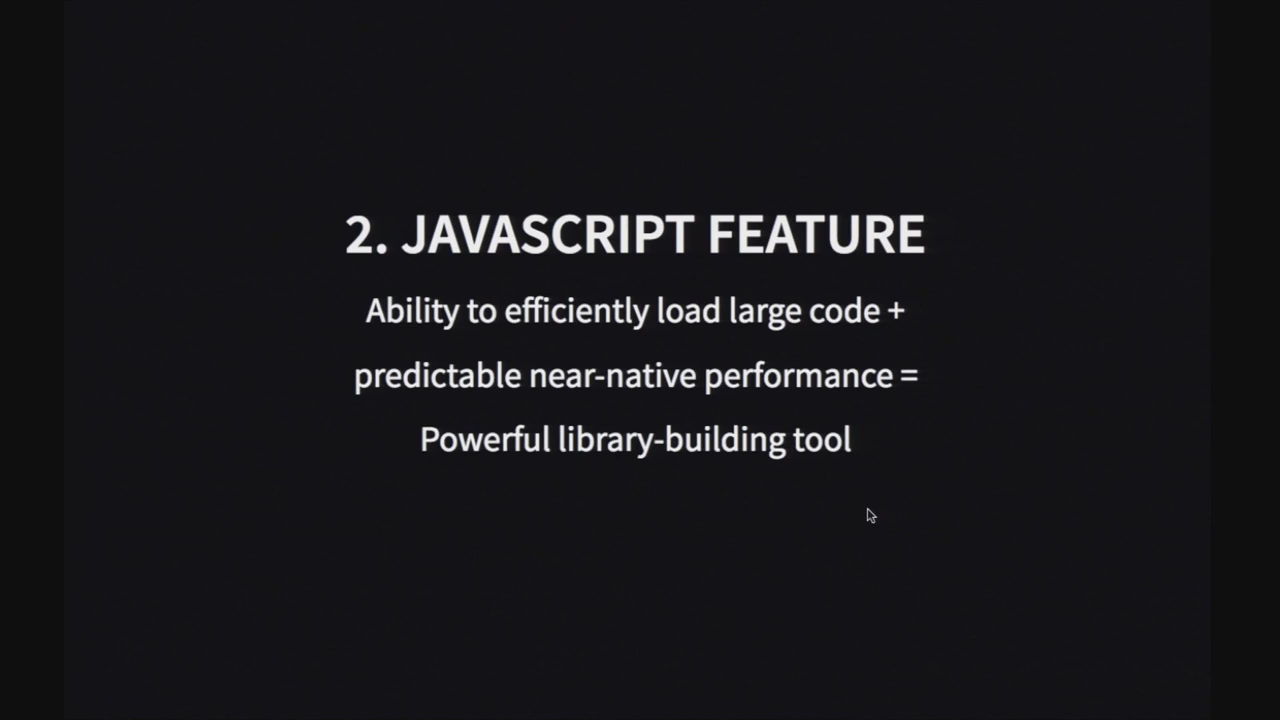 2. JAVASCRIPT FEATURE
Ability to efficiently load large code +
predictable near-native performance =
Powerful library-building tool